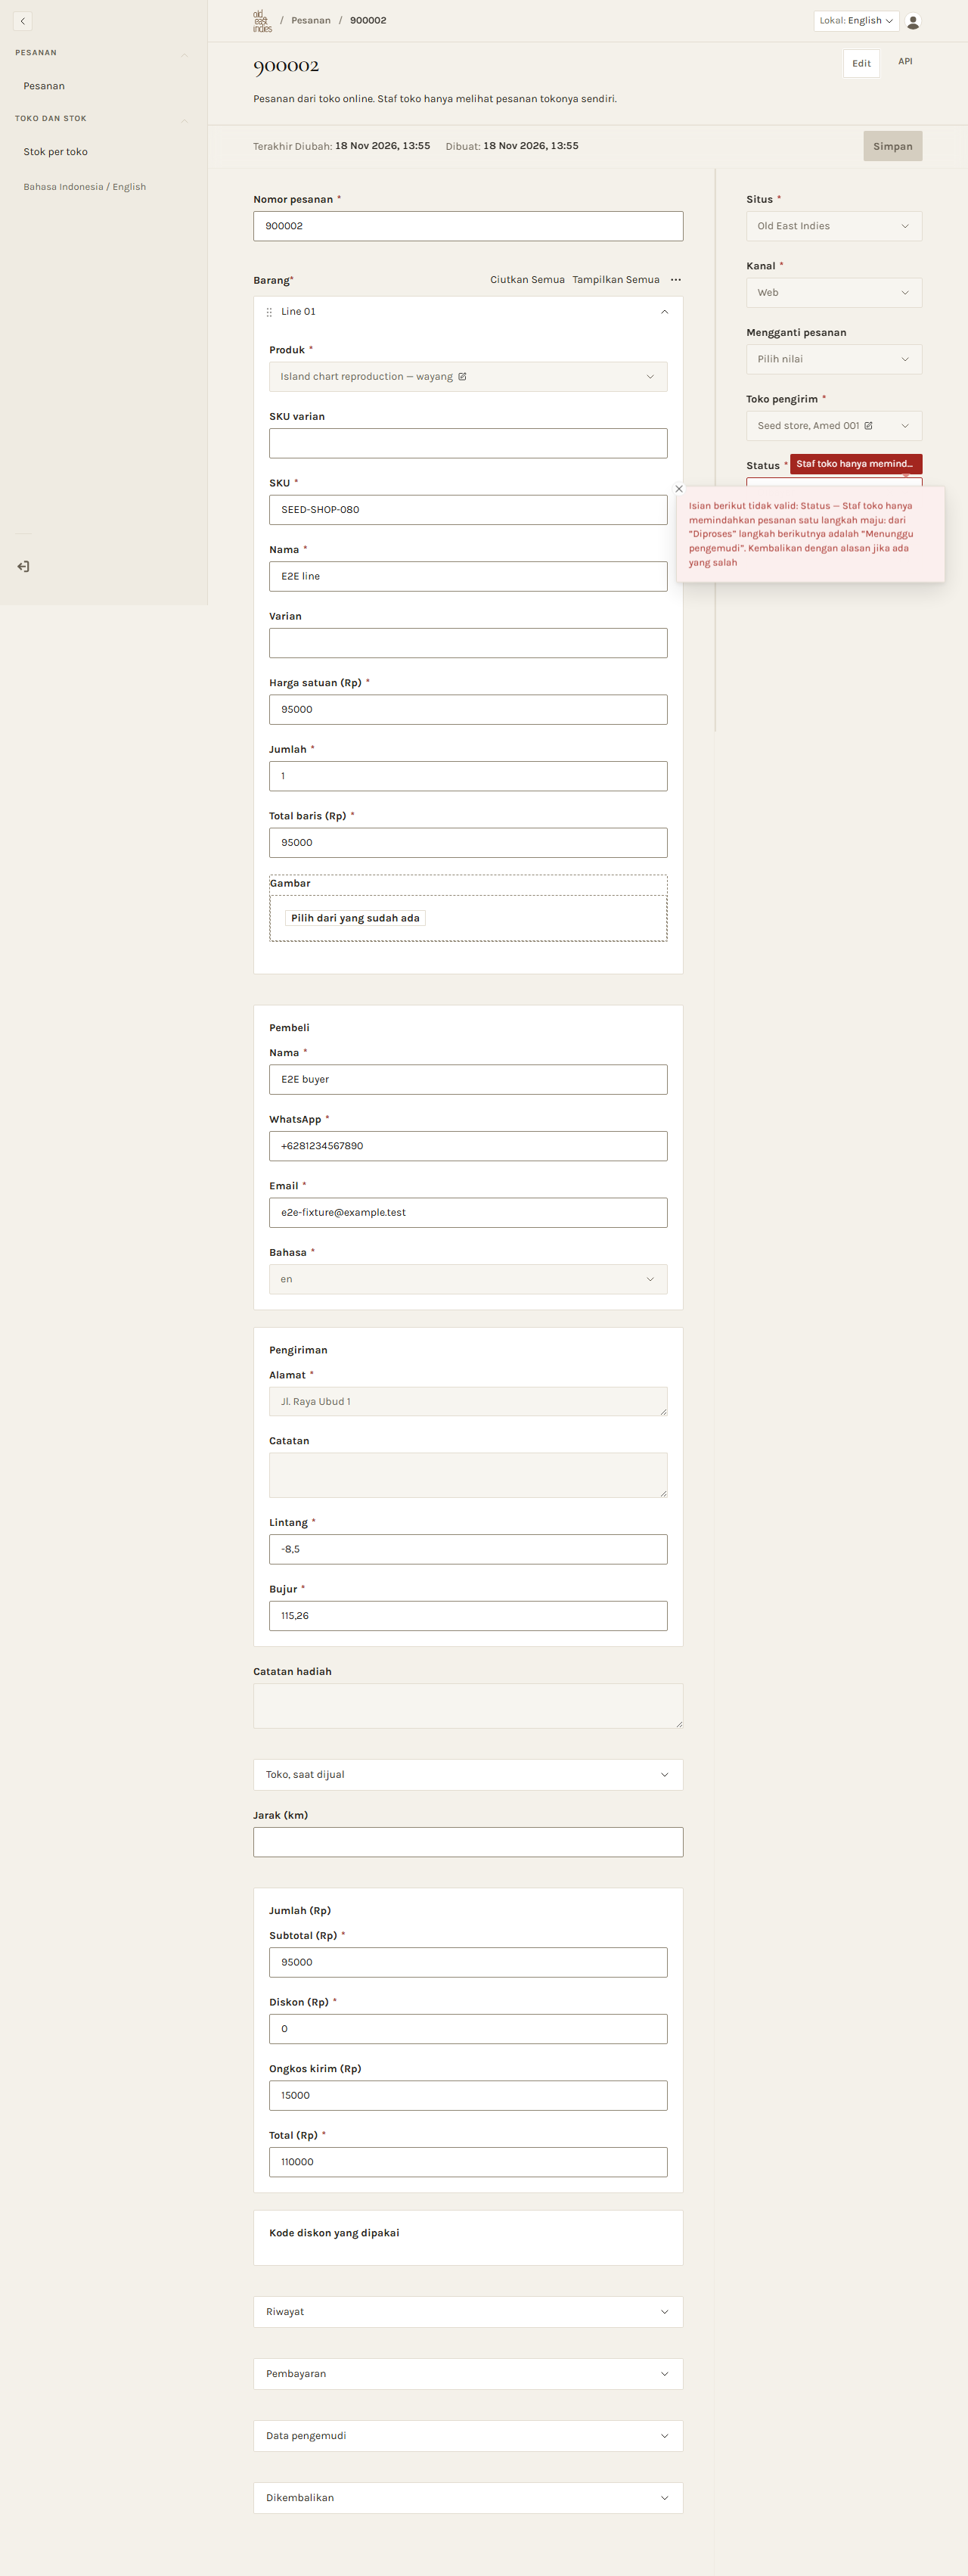 old east indies / Pesanan / 900002
Lokal: English
PESANAN
Pesanan
TOKO DAN STOK
Stok per toko
Bahasa Indonesia / English
900002
Edit
API
Pesanan dari toko online. Staf toko hanya melihat pesanan tokonya sendiri.
Terakhir Diubah: 18 Nov 2026, 13:55 Dibuat: 18 Nov 2026, 13:55
Simpan
Nomor pesanan *
900002
Barang*
Ciutkan Semua Tampilkan Semua
Line 01
Produk *
Island chart reproduction — wayang
SKU varian
SKU *
SEED-SHOP-080
Nama *
E2E line
Varian
Harga satuan (Rp) *
95000
Jumlah *
1
Total baris (Rp) *
95000
Gambar
Pilih dari yang sudah ada
Pembeli
Nama *
E2E buyer
WhatsApp *
+6281234567890
Email *
e2e-fixture@example.test
Bahasa *
en
Pengiriman
Alamat *
Jl. Raya Ubud 1
Catatan
Lintang *
-8,5
Bujur *
115,26
Catatan hadiah
Toko, saat dijual
Jarak (km)
Jumlah (Rp)
Subtotal (Rp) *
95000
Diskon (Rp) *
0
Ongkos kirim (Rp)
15000
Total (Rp) *
110000
Kode diskon yang dipakai
Riwayat
Pembayaran
Data pengemudi
Dikembalikan
Situs *
Old East Indies
Kanal *
Web
Mengganti pesanan
Pilih nilai
Toko pengirim *
Seed store, Amed 001
Status *
Staf toko hanya memind...
Isian berikut tidak valid: Status — Staf toko hanya
memindahkan pesanan satu langkah maju: dari
“Diproses” langkah berikutnya adalah “Menunggu
pengemudi”. Kembalikan dengan alasan jika ada
yang salah